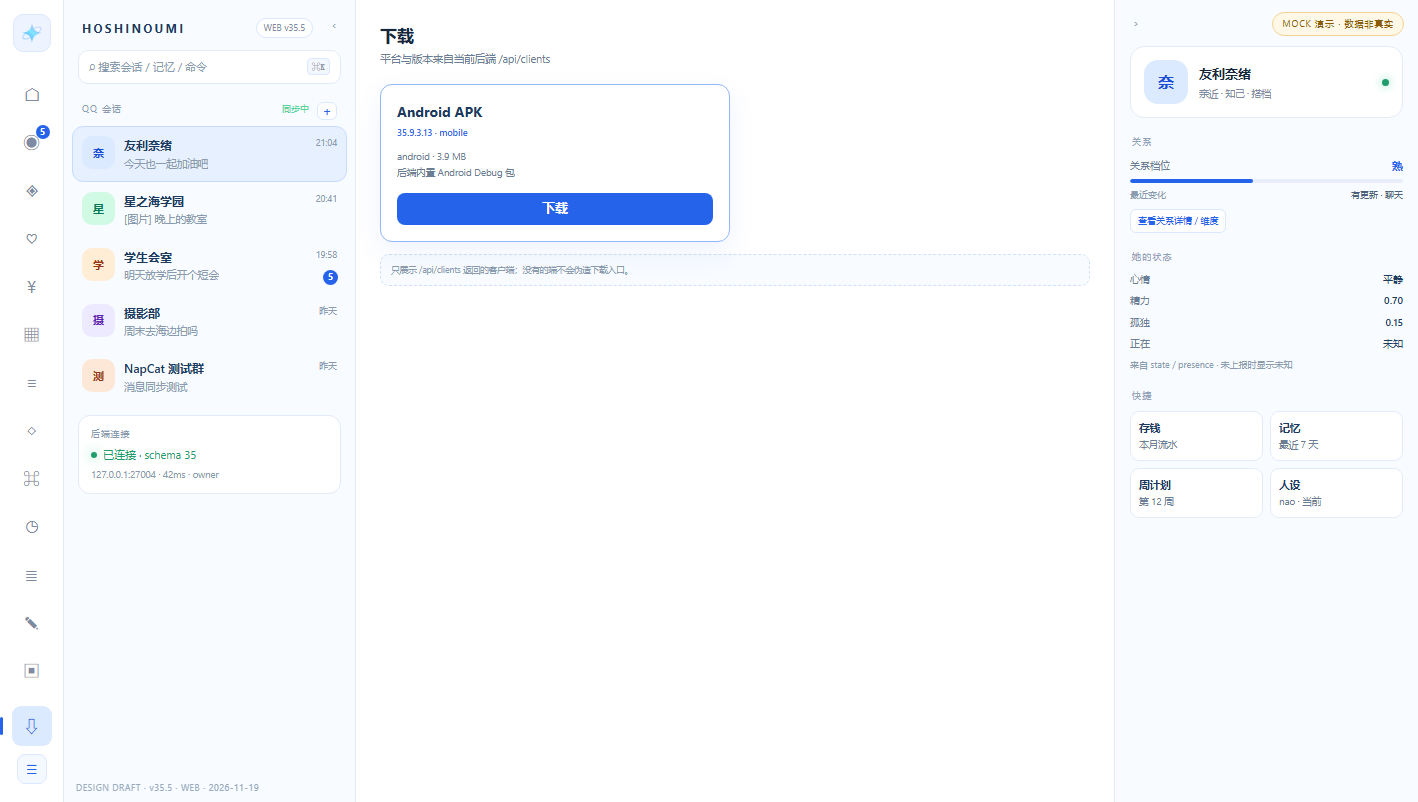 5
HOSHINOUMI
WEB v35.5
搜索会话 / 记忆 / 命令
⌘K
QQ 会话
同步中
+
奈
友利奈绪
21:04
今天也一起加油吧
星
星之海学园
20:41
[图片] 晚上的教室
学
学生会室
19:58
明天放学后开个短会
5
摄
摄影部
昨天
周末去海边拍吗
测
NapCat 测试群
昨天
消息同步测试
后端连接
已连接 · schema 35
127.0.0.1:27004 · 42ms · owner
DESIGN DRAFT · v35.5 · WEB · 2026-11-19
下载
平台与版本来自当前后端 /api/clients
Android APK
35.9.3.13 · mobile
android · 3.9 MB
后端内置 Android Debug 包
下载
只展示 /api/clients 返回的客户端；没有的端不会伪造下载入口。
MOCK 演示 · 数据非真实
奈
友利奈绪
亲近 · 知己 · 搭档
关系
关系档位
熟
最近变化
有更新 · 聊天
查看关系详情 / 维度
她的状态
心情
平静
精力
0.70
孤独
0.15
正在
未知
来自 state / presence · 未上报时显示未知
快捷
存钱
本月流水
记忆
最近 7 天
周计划
第 12 周
人设
nao · 当前